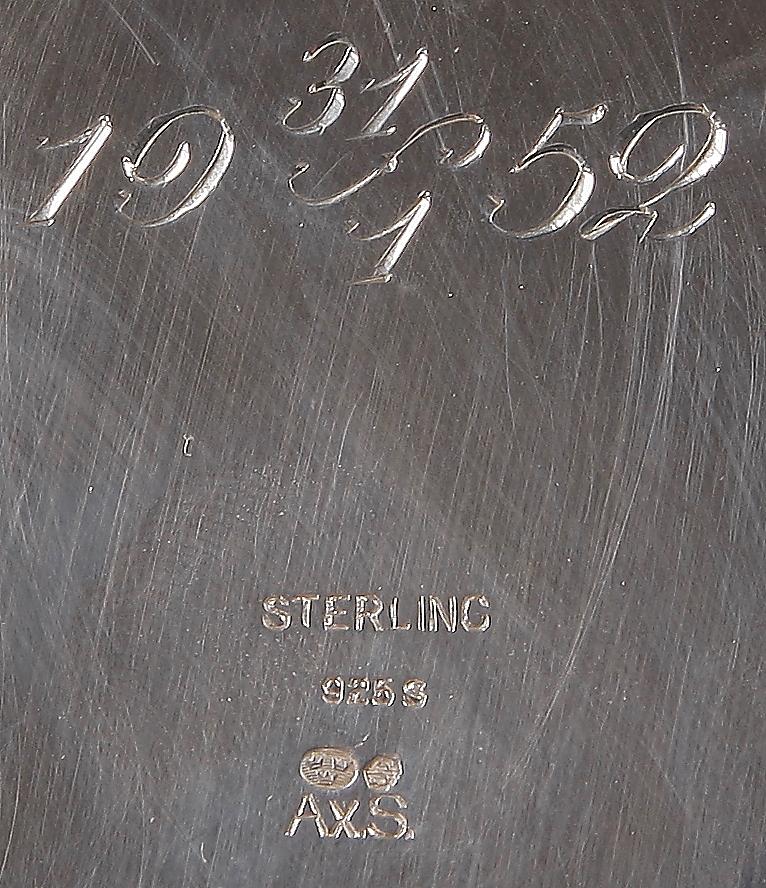 19 31/1 52
STERLING
925 S
AxS.